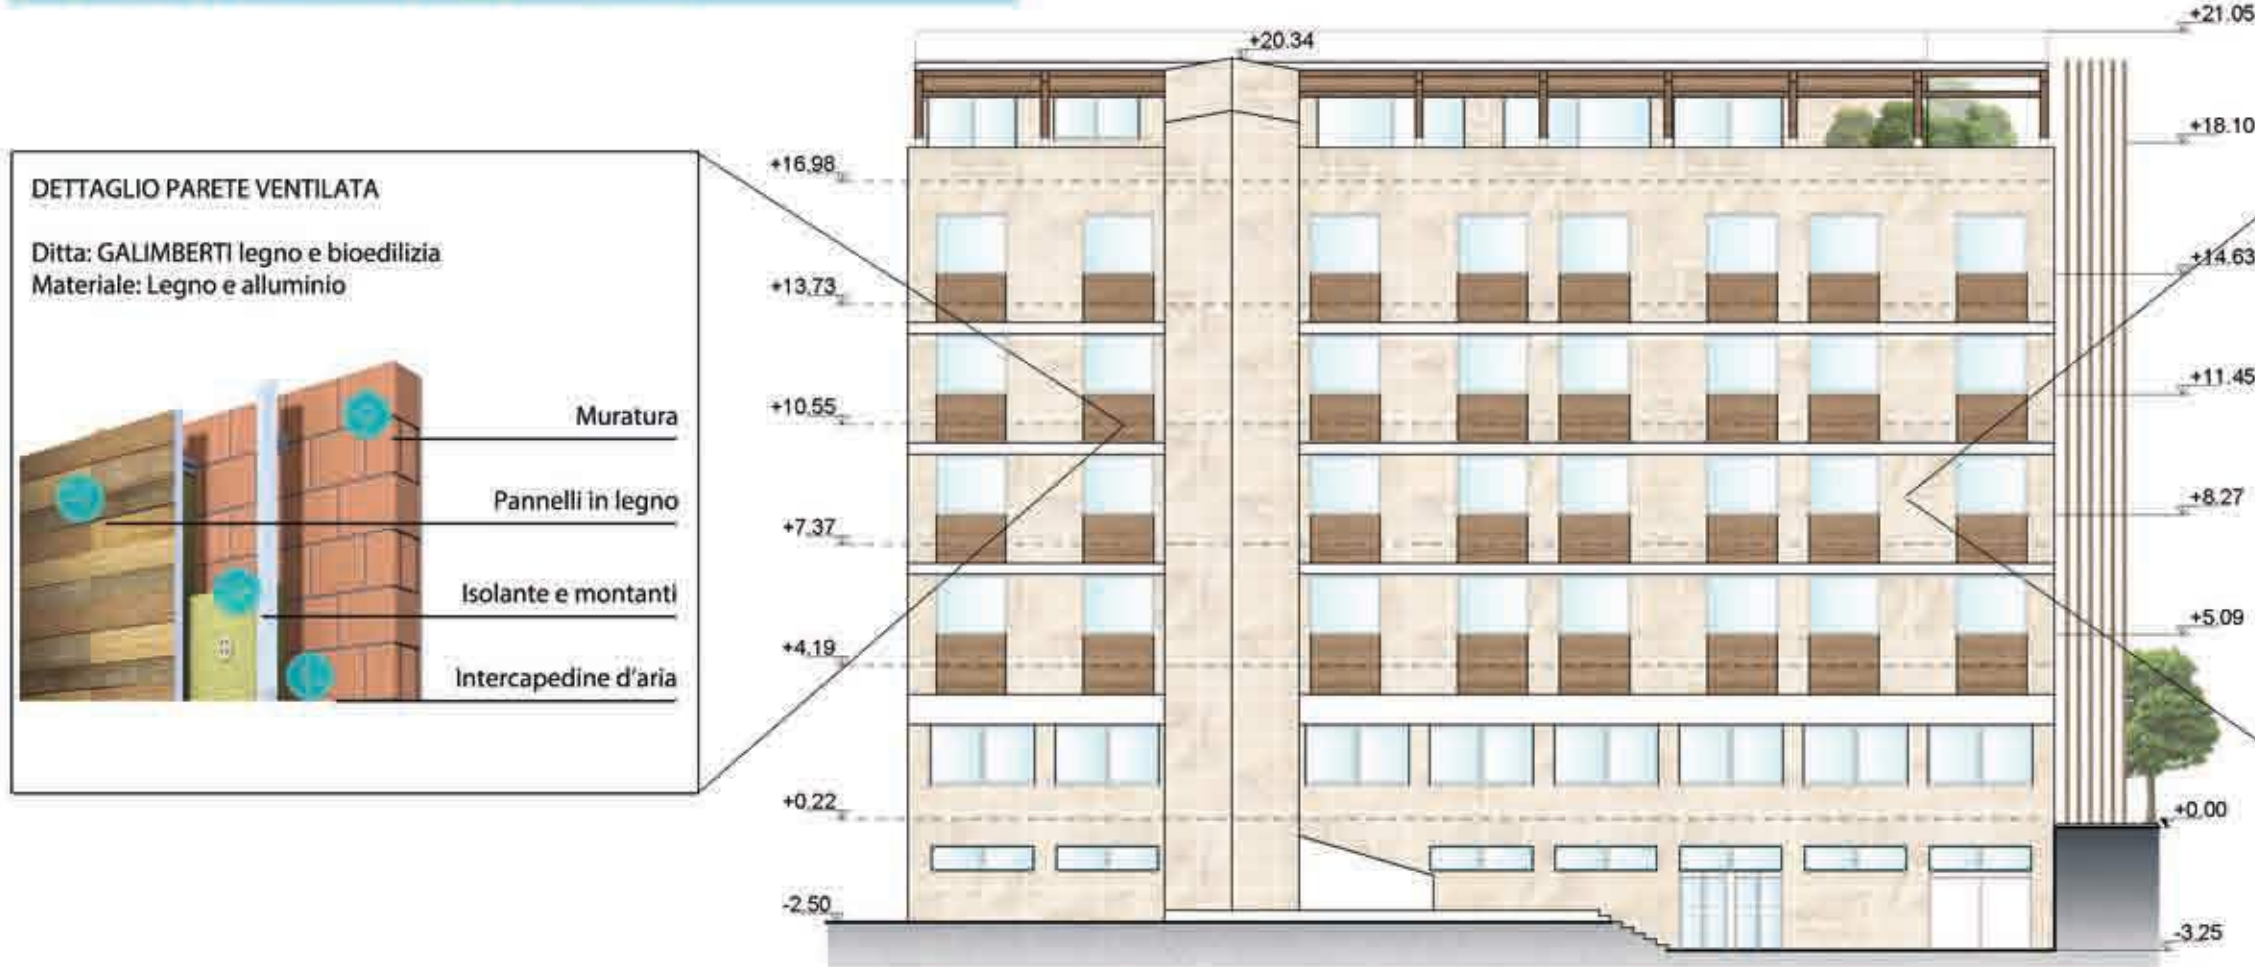 DETTAGLIO PARETE VENTILATA
Ditta: GALIMBERTI legno e bioedilizia
Materiale: Legno e alluminio
Muratura
Pannelli in legno
Isolante e montanti
Intercapedine d'aria
+16.98
+13.73
+10.55
+7.37
+4.19
+0.22
-2.50
+20.34
+21.05
+18.10
+14.63
+11.45
+8.27
+5.09
+0.00
-3.25